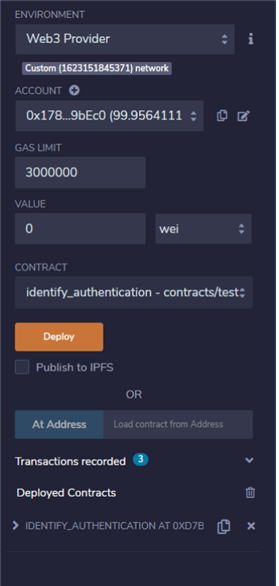 ENVIRONMENT
Web3 Provider
Custom (1623151845371) network
ACCOUNT
0x178...9bEc0 (99.9564111
GAS LIMIT
3000000
VALUE
0 wei
CONTRACT
identify_authentication - contracts/test
Deploy
Publish to IPFS
OR
At Address Load contract from Address
Transactions recorded 3
Deployed Contracts
IDENTIFY_AUTHENTICATION AT 0XD7B